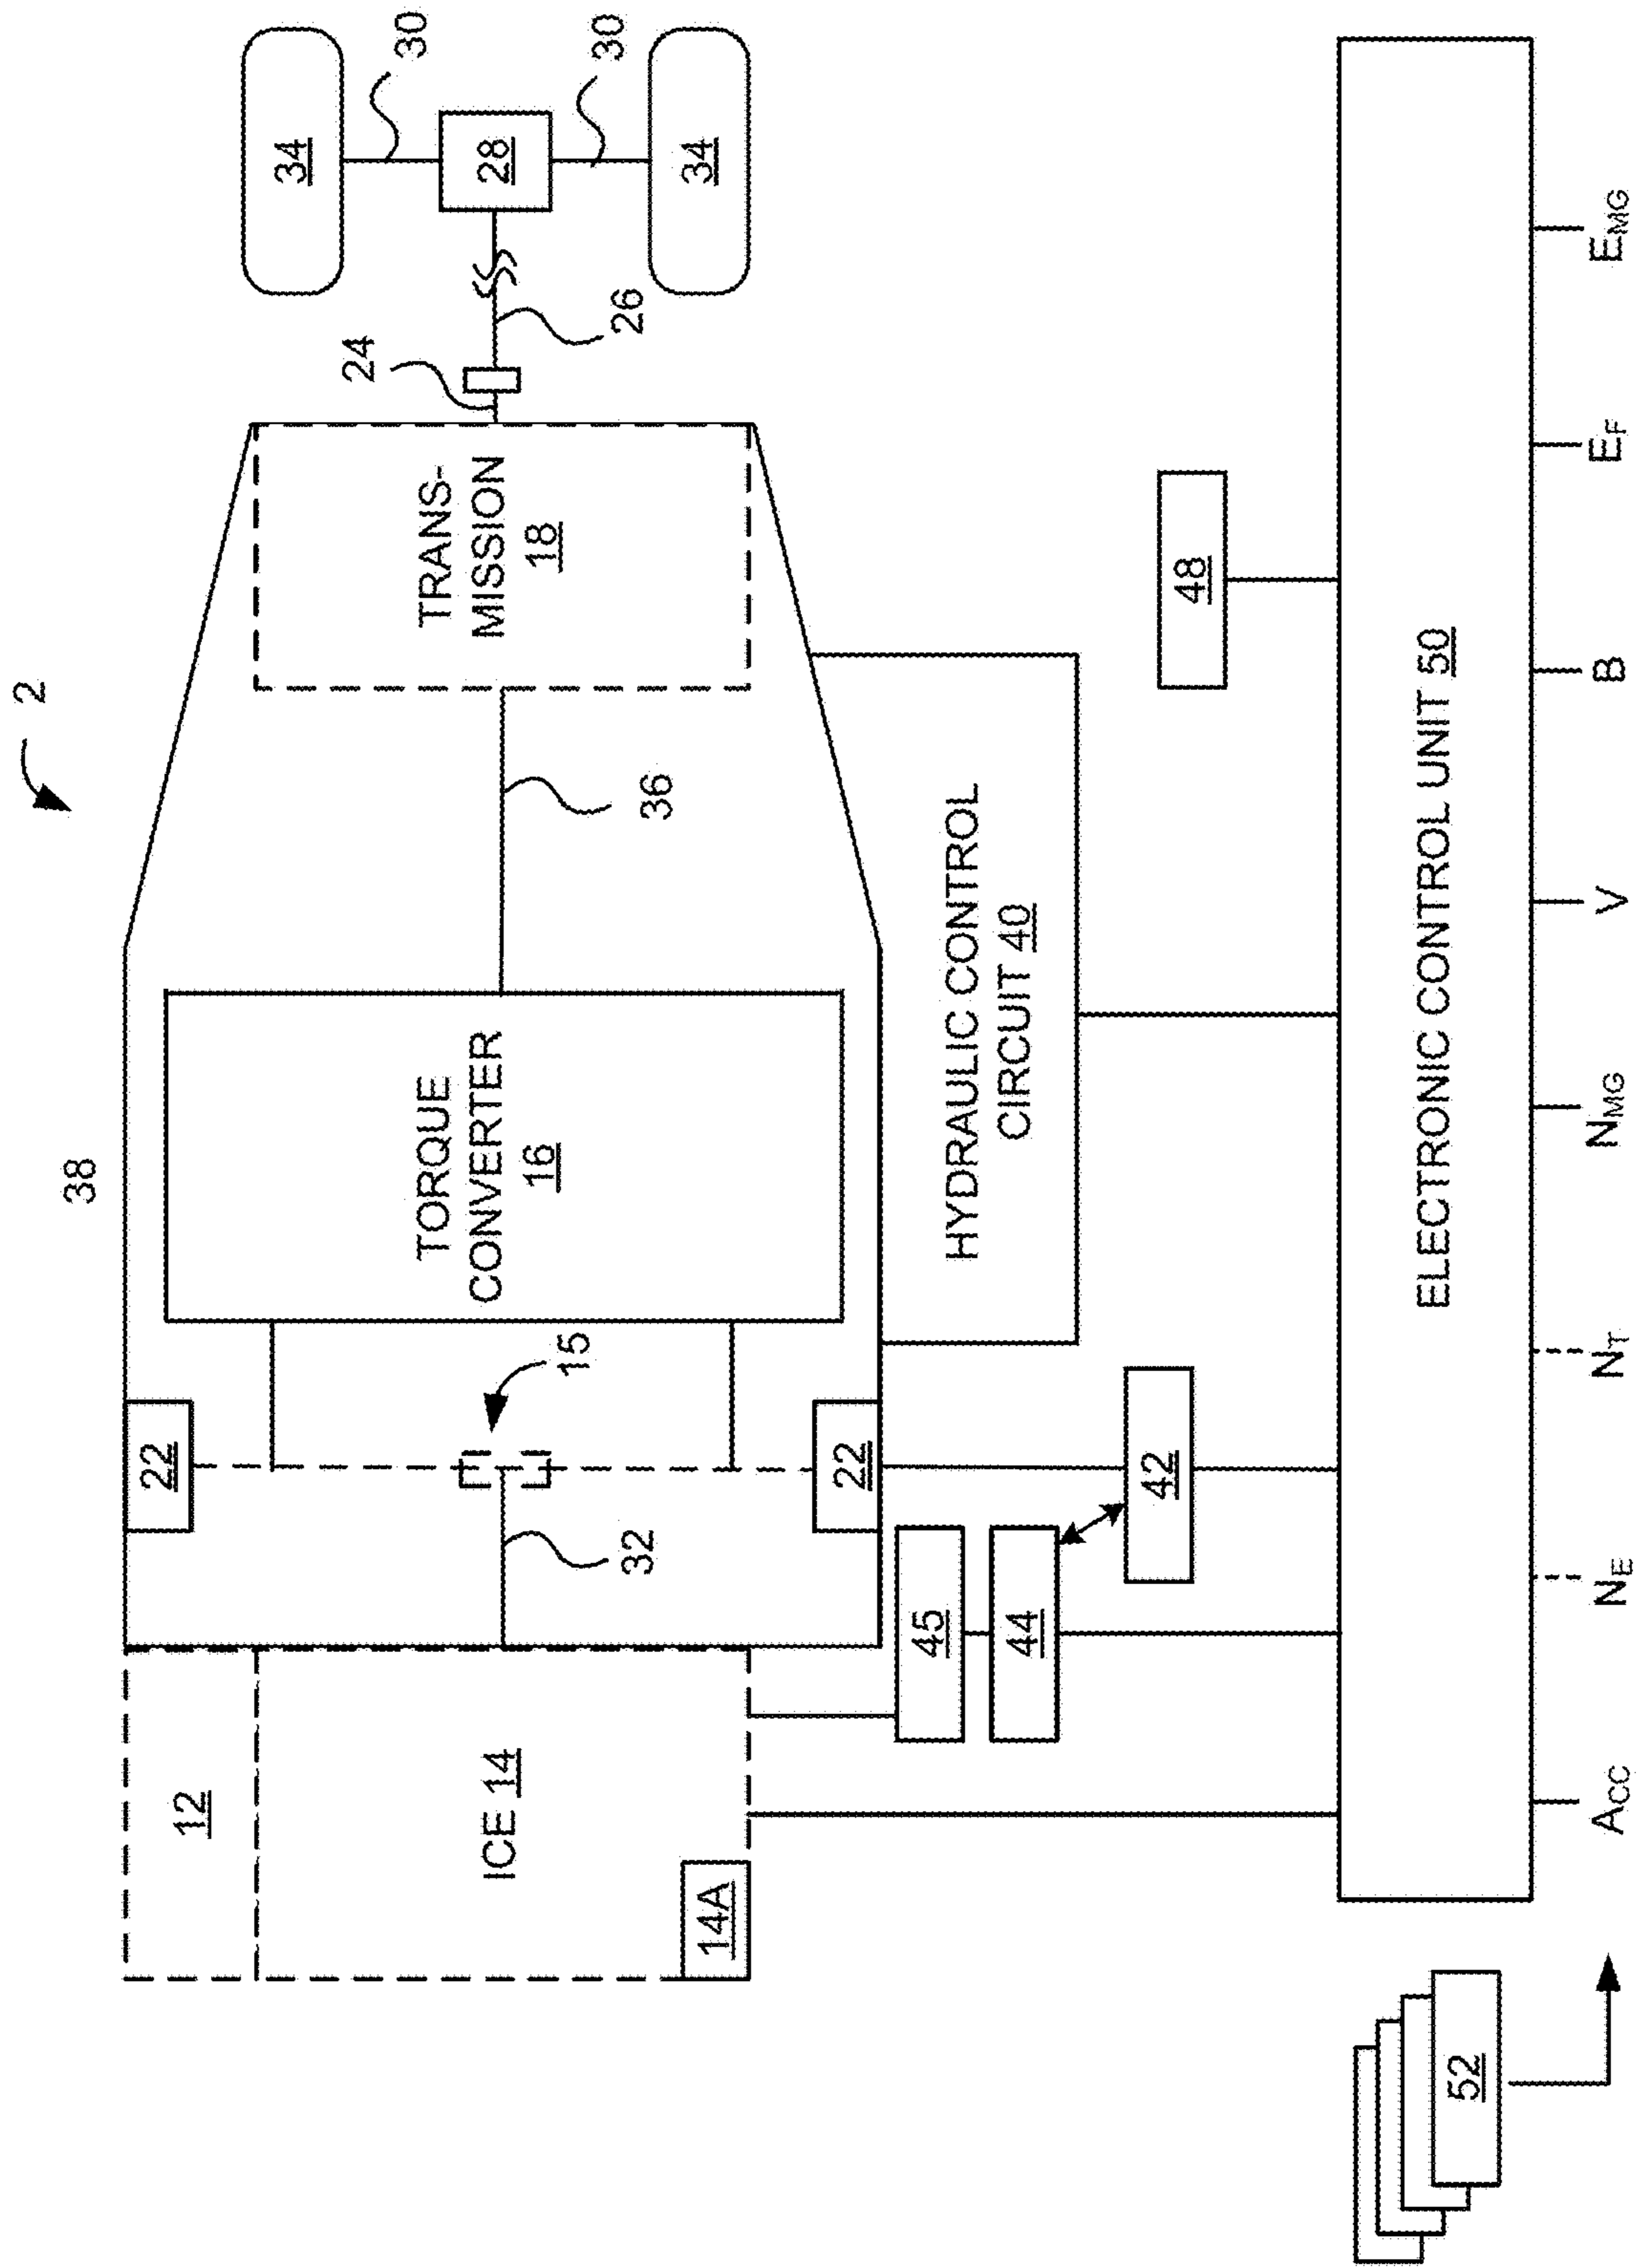 2
38
12
ICE 14
14A
22
32
15
22
TORQUE
CONVERTER
16
36
TRANS-
MISSION
18
24
26
28
30
30
34
34
HYDRAULIC CONTROL
CIRCUIT 40
45
44
42
48
ELECTRONIC CONTROL UNIT 50
52
ACC
NE
NT
NMG
V
B
EF
EMG